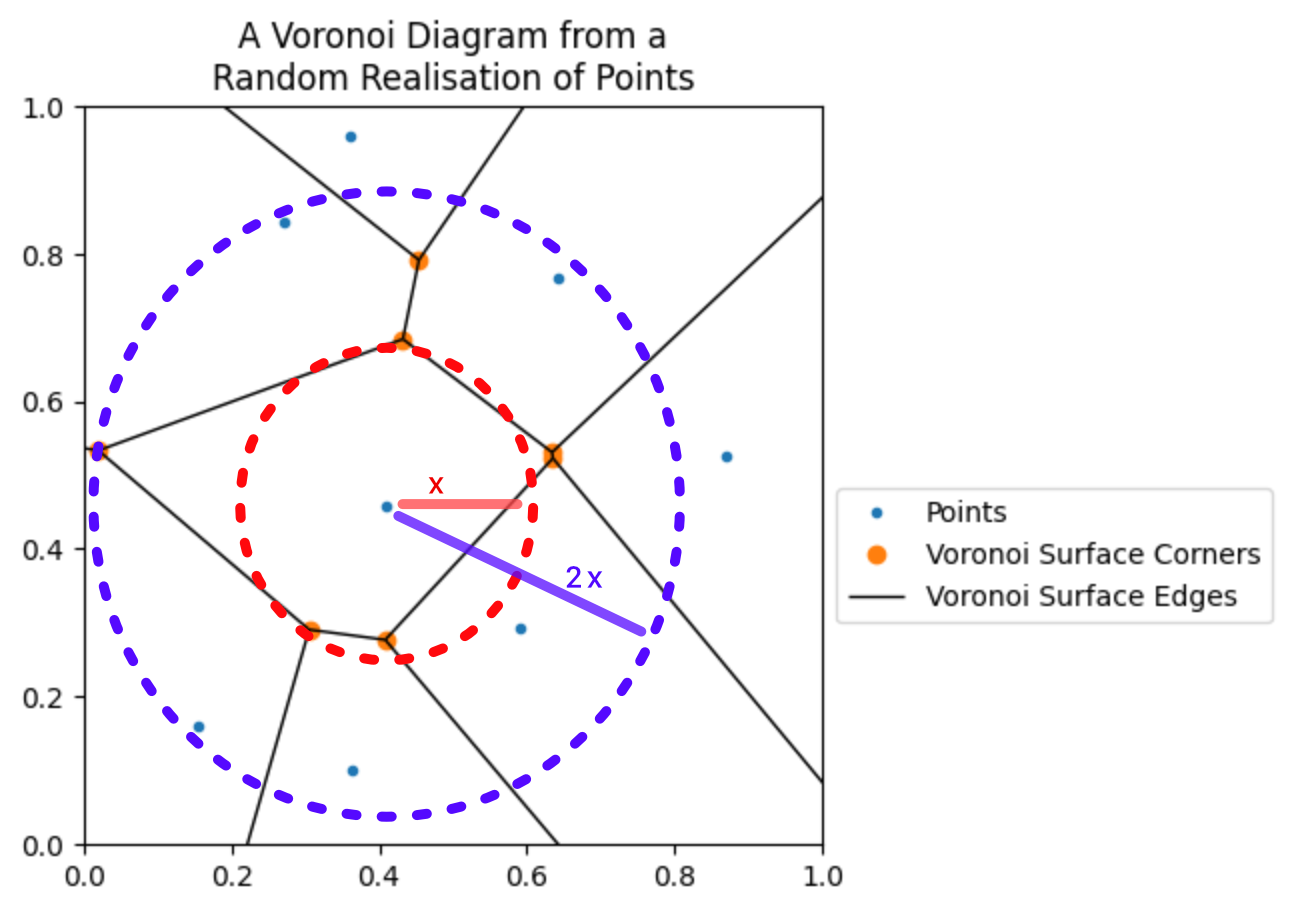 A Voronoi Diagram from a
Random Realisation of Points
1.0
0.8
0.6
0.4
0.2
0.0
0.0 0.2 0.4 0.6 0.8 1.0
x
2x
Points
Voronoi Surface Corners
Voronoi Surface Edges